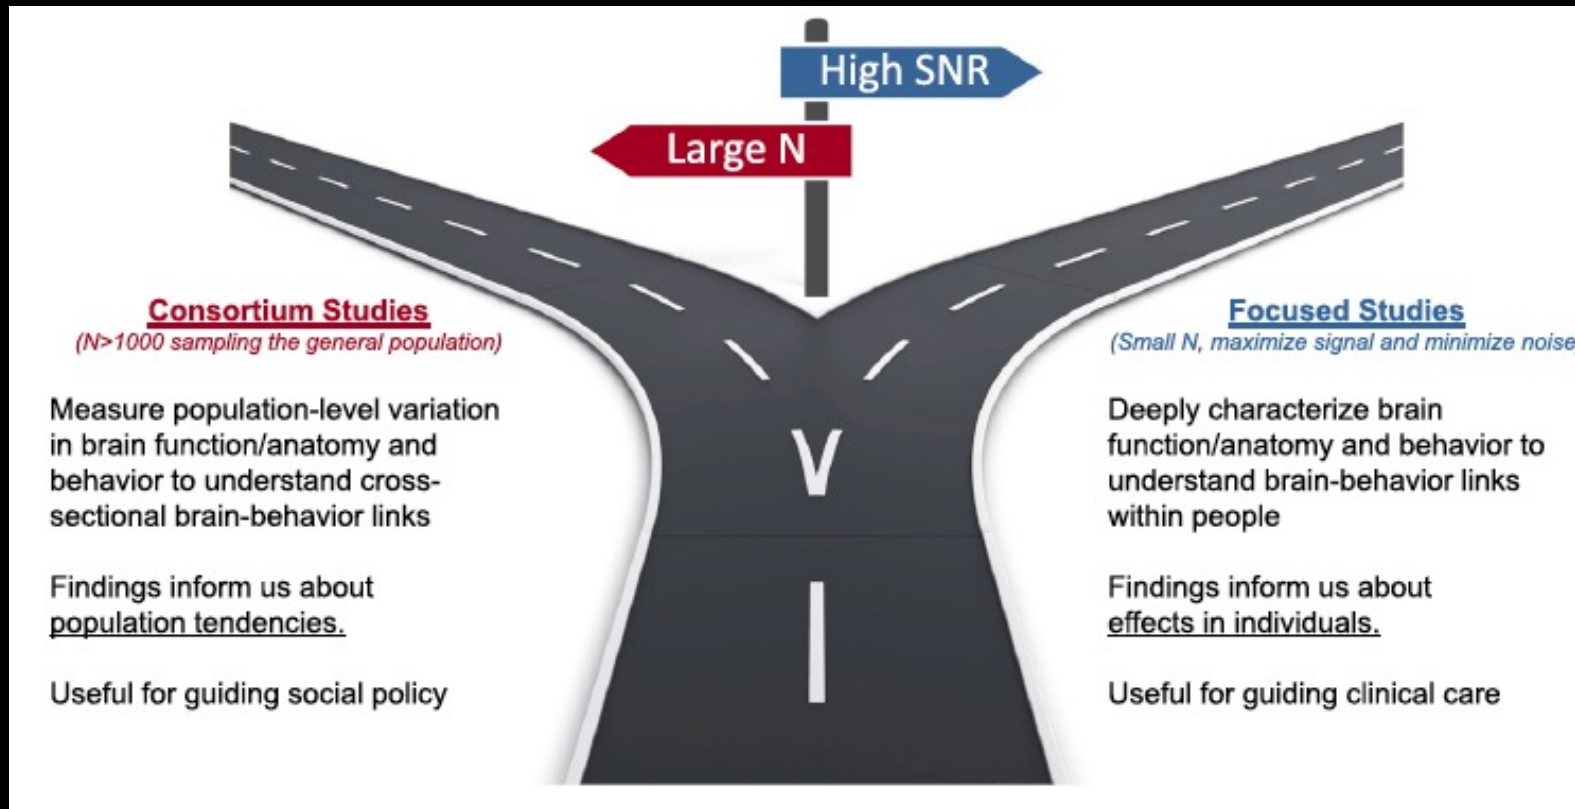 High SNR
Large N
Consortium Studies
(N>1000 sampling the general population)
Measure population-level variation
in brain function/anatomy and
behavior to understand cross-
sectional brain-behavior links
Findings inform us about
population tendencies.
Useful for guiding social policy
Focused Studies
(Small N, maximize signal and minimize noise
Deeply characterize brain
function/anatomy and behavior to
understand brain-behavior links
within people
Findings inform us about
effects in individuals.
Useful for guiding clinical care